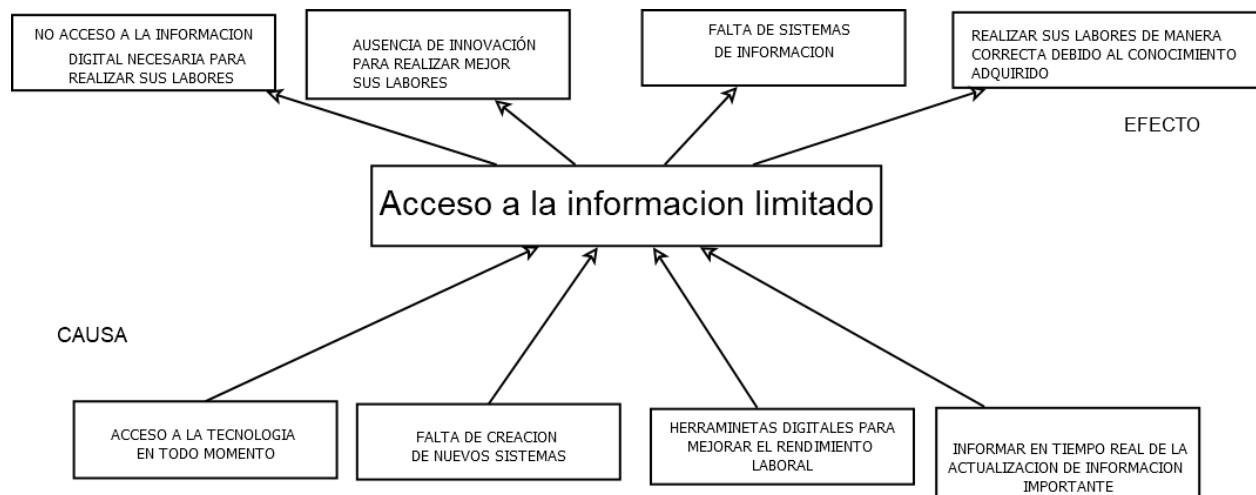 NO ACCESO A LA INFORMACION
DIGITAL NECESARIA PARA
REALIZAR SUS LABORES
AUSENCIA DE INNOVACIÓN
PARA REALIZAR MEJOR
SUS LABORES
FALTA DE SISTEMAS
DE INFORMACION
REALIZAR SUS LABORES DE MANERA
CORRECTA DEBIDO AL CONOCIMIENTO
ADQUIRIDO
EFECTO
Acceso a la informacion limitado
CAUSA
ACCESO A LA TECNOLOGIA
EN TODO MOMENTO
FALTA DE CREACION
DE NUEVOS SISTEMAS
HERRAMINETAS DIGITALES PARA
MEJORAR EL RENDIMIENTO
LABORAL
INFORMAR EN TIEMPO REAL DE LA
ACTUALIZACION DE INFORMACION
IMPORTANTE